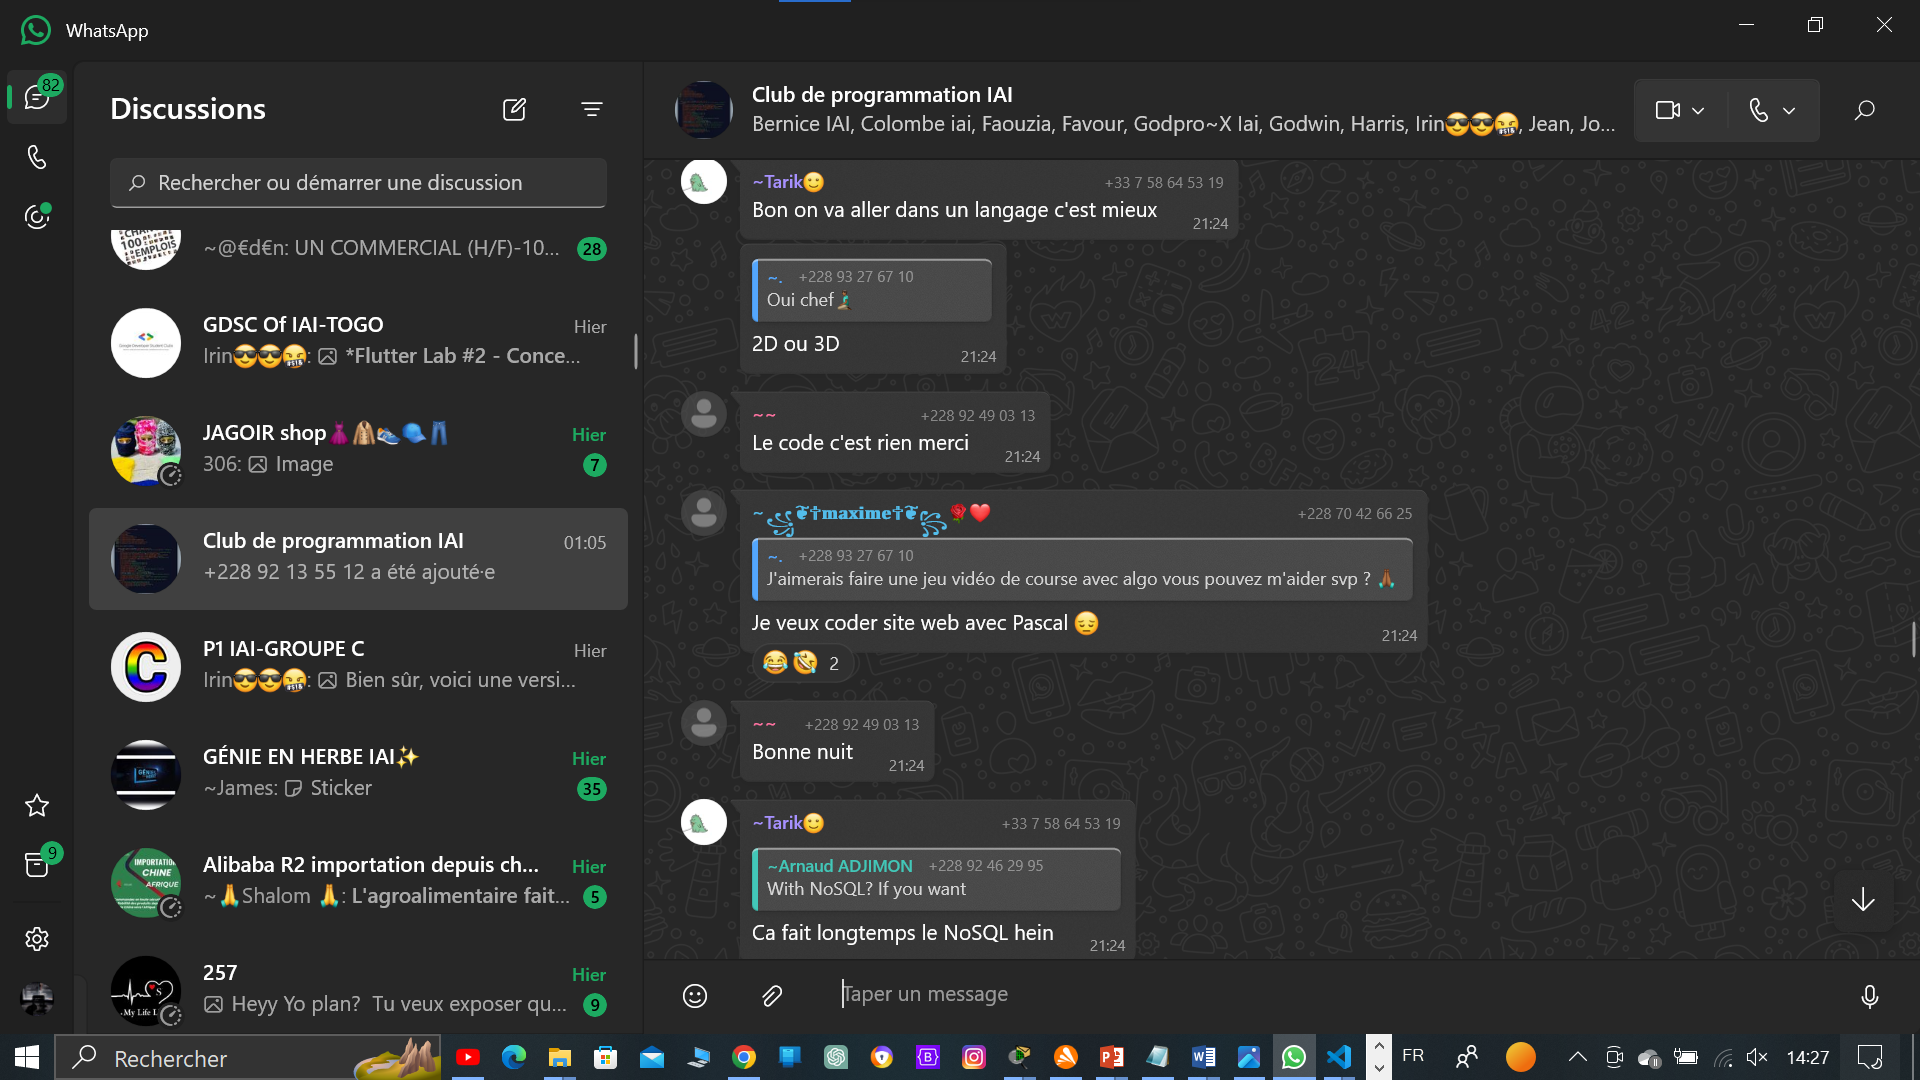 WhatsApp
82
Discussions
Rechercher ou démarrer une discussion
100
EMPLOIS
~@€d€n: UN COMMERCIAL (H/F)-10...
28
GDSC Of IAI-TOGO
Hier
Irin😎😎🤬: *Flutter Lab #2 - Conce...
JAGOIR shop👗🧥👟🧢👖
Hier
306: Image
7
Club de programmation IAI
01:05
+228 92 13 55 12 a été ajouté·e
P1 IAI-GROUPE C
Hier
Irin😎😎🤬: Bien sûr, voici une versi...
C
GÉNIE EN HERBE IAI✨
Hier
~James: Sticker
35
9
IMPORTATION
CHINE
AFRIQUE
Alibaba R2 importation depuis ch...
Hier
~🙏Shalom 🙏: L'agroalimentaire fait...
5
257
Hier
Heyy Yo plan? Tu veux exposer qu...
9
Club de programmation IAI
Bernice IAI, Colombe iai, Faouzia, Favour, Godpro~X Iai, Godwin, Harris, Irin😎😎🤬, Jean, Jo...
~Tarik🙂 +33 7 58 64 53 19
Bon on va aller dans un langage c'est mieux
21:24
~. +228 93 27 67 10
Oui chef🧎
2D ou 3D
21:24
~~ +228 92 49 03 13
Le code c'est rien merci
21:24
~꧁❦✝maxime✝❦꧂🌹❤️ +228 70 42 66 25
~. +228 93 27 67 10
J'aimerais faire une jeu vidéo de course avec algo vous pouvez m'aider svp ? 🙏
Je veux coder site web avec Pascal 😔
21:24
😂🤣 2
~~ +228 92 49 03 13
Bonne nuit
21:24
~Tarik🙂 +33 7 58 64 53 19
~Arnaud ADJIMON +228 92 46 29 95
With NoSQL? If you want
Ca fait longtemps le NoSQL hein
21:24
Taper un message
Rechercher
FR
14:27